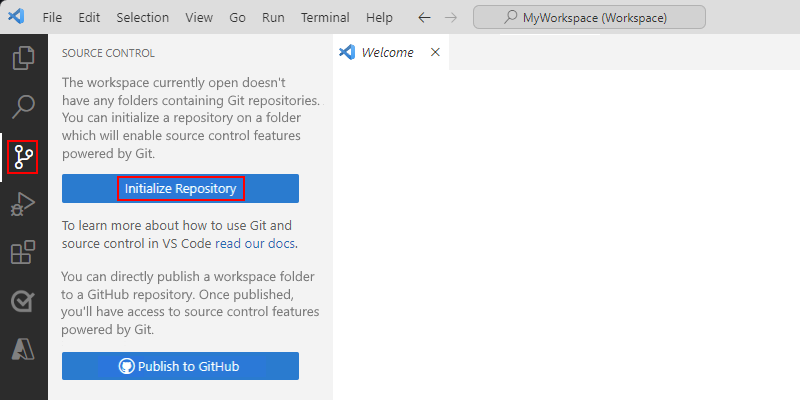 File Edit Selection View Go Run Terminal Help ← → MyWorkspace (Workspace)
SOURCE CONTROL
Welcome
The workspace currently open doesn't
have any folders containing Git repositories.
You can initialize a repository on a folder
which will enable source control features
powered by Git.
Initialize Repository
To learn more about how to use Git and
source control in VS Code read our docs.
You can directly publish a workspace folder
to a GitHub repository. Once published,
you'll have access to source control features
powered by Git.
Publish to GitHub